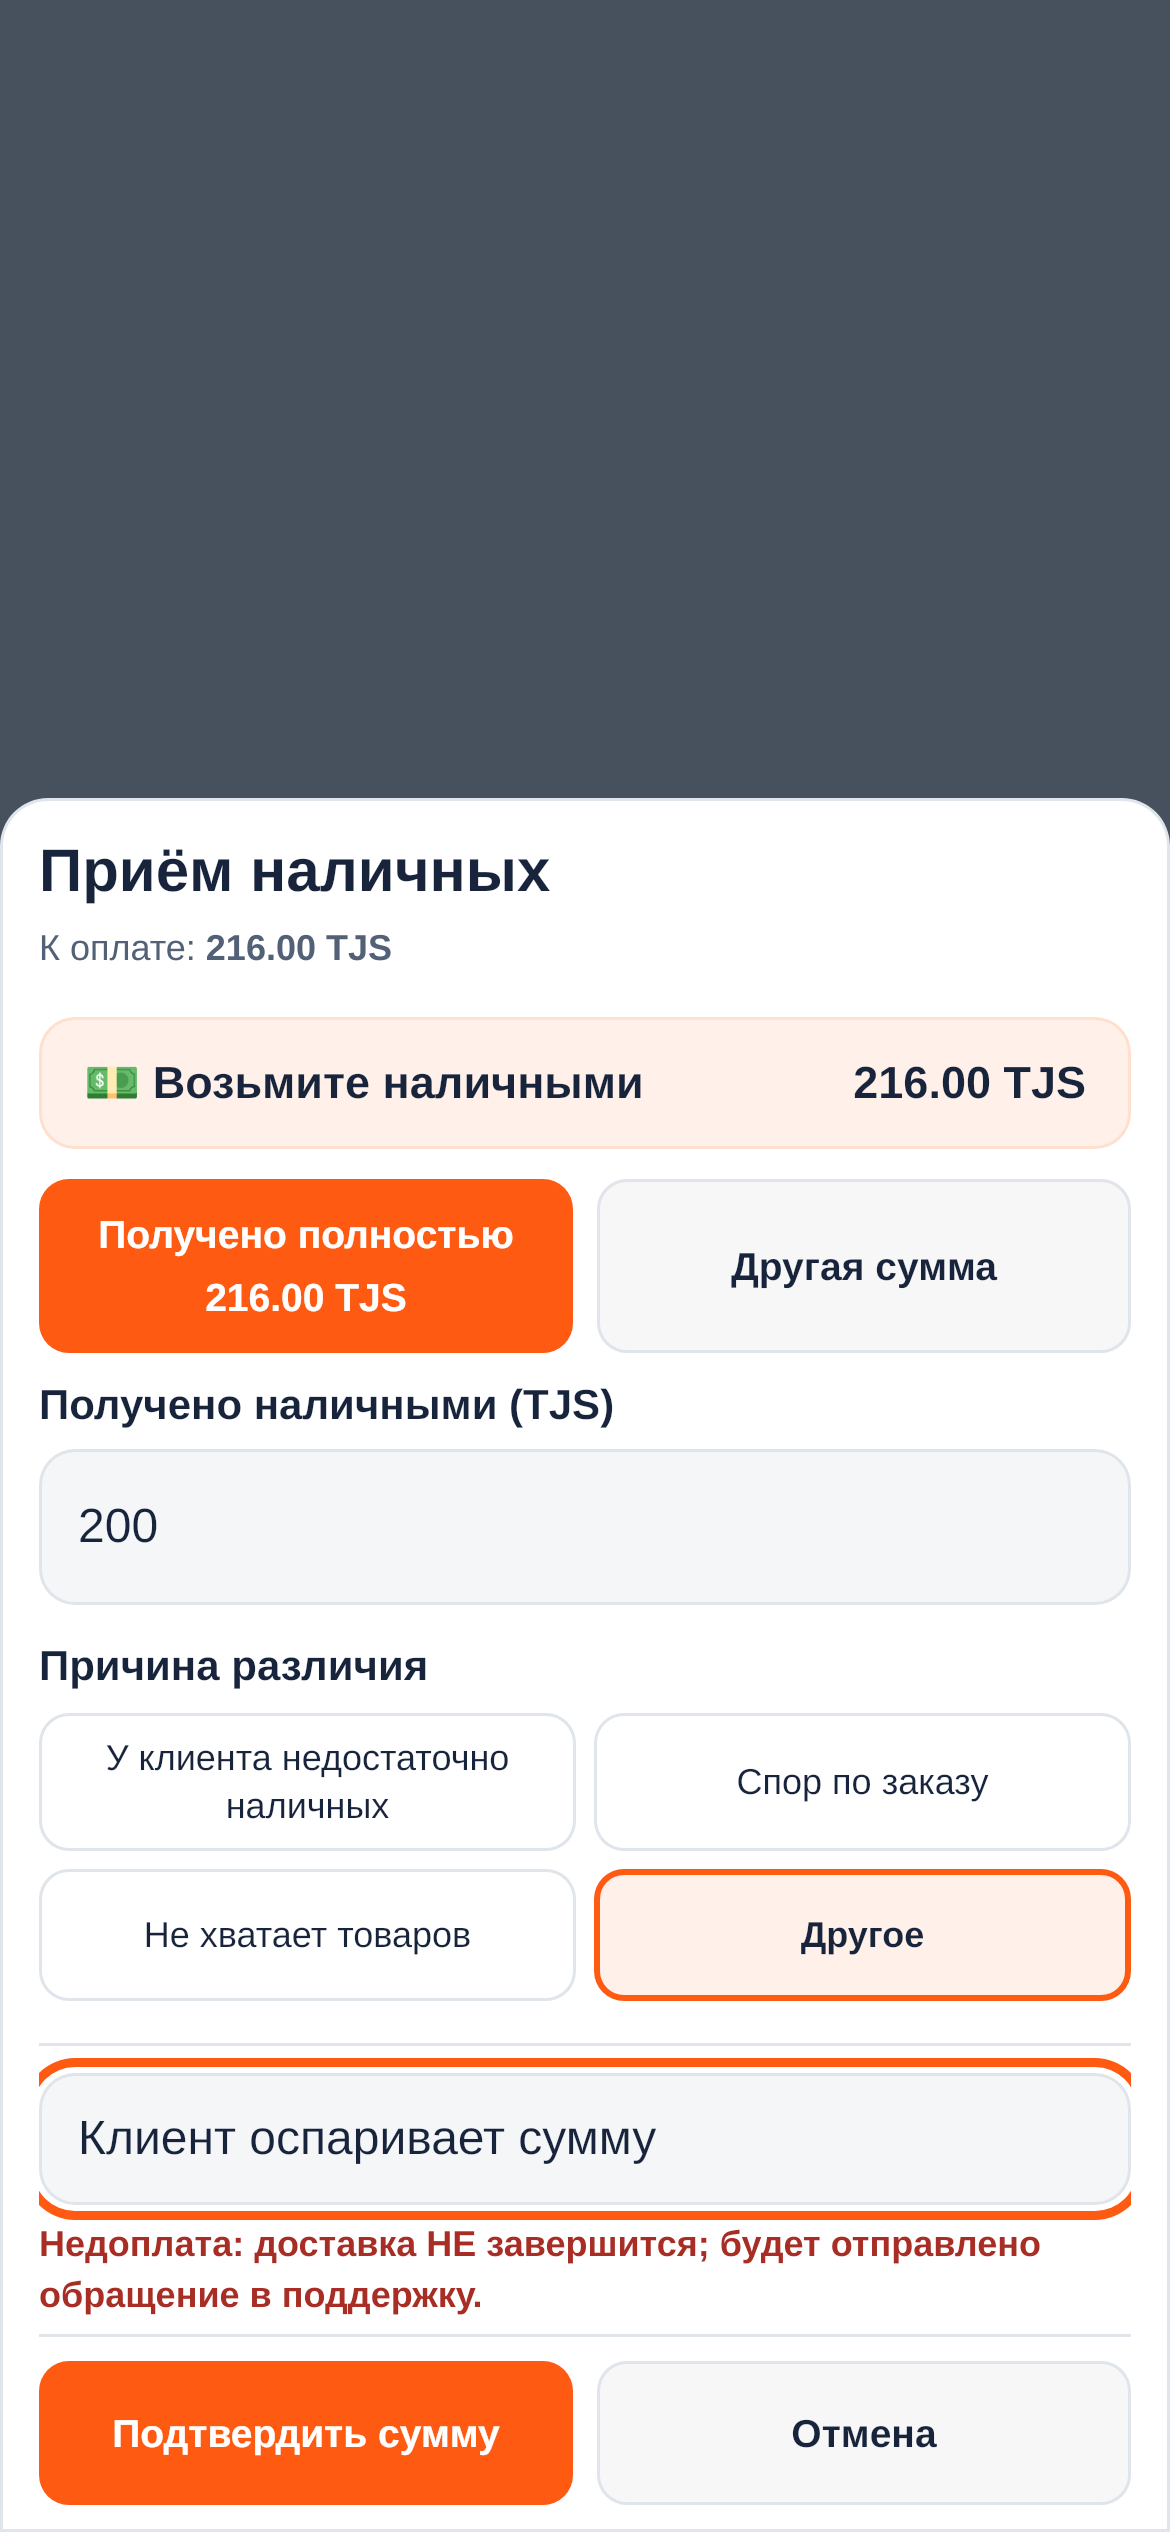 Приём наличных
К оплате: 216.00 TJS
💵 Возьмите наличными 216.00 TJS
Получено полностью
216.00 TJS
Другая сумма
Получено наличными (TJS)
200
Причина различия
У клиента недостаточно
наличных
Спор по заказу
Не хватает товаров
Другое
Клиент оспаривает сумму
Недоплата: доставка НЕ завершится; будет отправлено
обращение в поддержку.
Подтвердить сумму
Отмена